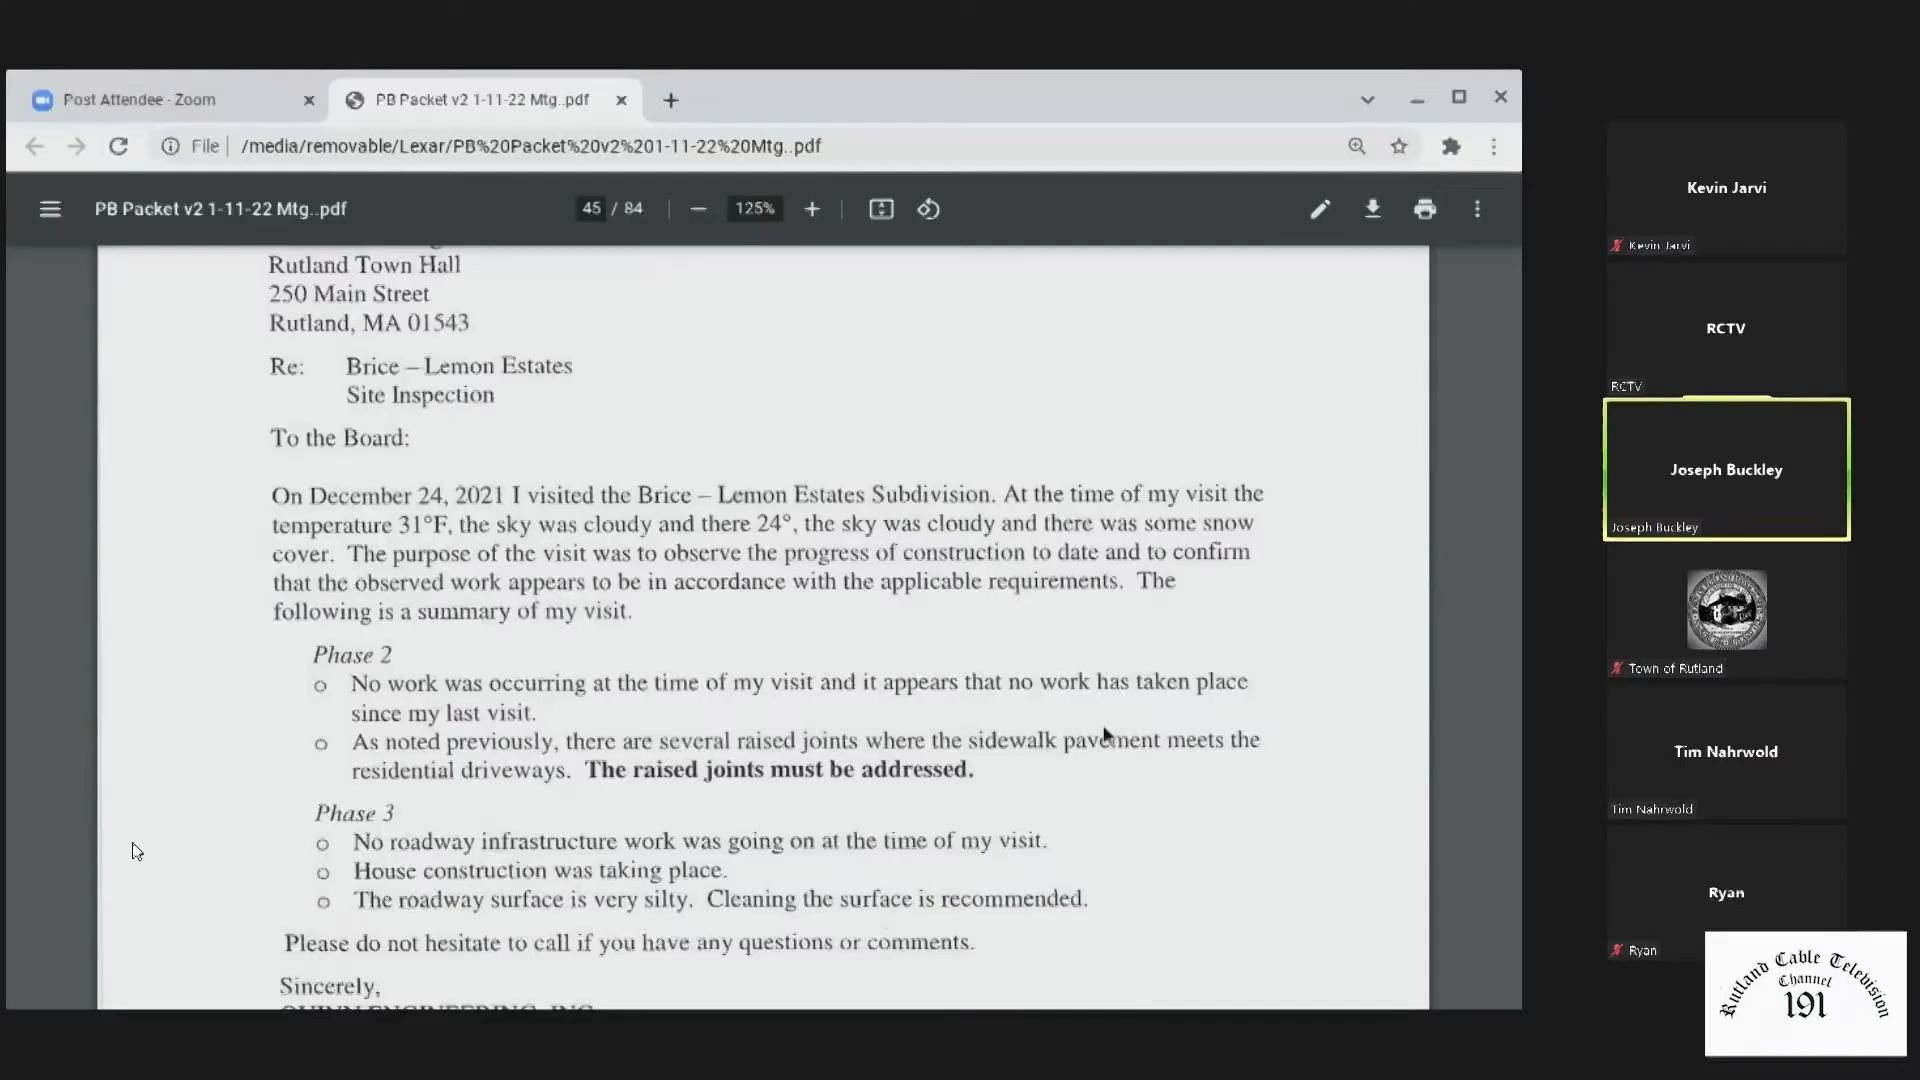 Post Attendee - Zoom
PB Packet v2 1-11-22 Mtg..pdf
File
/media/removable/Lexar/PB%20Packet%20v2%201-11-22%20Mtg..pdf
PB Packet v2 1-11-22 Mtg..pdf
45 / 84
125%
Rutland Town Hall
250 Main Street
Rutland, MA 01543
Re: Brice – Lemon Estates
Site Inspection
To the Board:
On December 24, 2021 I visited the Brice – Lemon Estates Subdivision. At the time of my visit the
temperature 31°F, the sky was cloudy and there 24°, the sky was cloudy and there was some snow
cover. The purpose of the visit was to observe the progress of construction to date and to confirm
that the observed work appears to be in accordance with the applicable requirements. The
following is a summary of my visit.
Phase 2
o No work was occurring at the time of my visit and it appears that no work has taken place
since my last visit.
o As noted previously, there are several raised joints where the sidewalk pavement meets the
residential driveways. The raised joints must be addressed.
Phase 3
o No roadway infrastructure work was going on at the time of my visit.
o House construction was taking place.
o The roadway surface is very silty. Cleaning the surface is recommended.
Please do not hesitate to call if you have any questions or comments.
Sincerely,
QUINN ENGINEERING, INC.
Kevin Jarvi
Kevin Jarvi
RCTV
RCTV
Joseph Buckley
Joseph Buckley
Town of Rutland
Tim Nahrwold
Tim Nahrwold
Ryan
Ryan
Rutland Cable Television
Channel
191